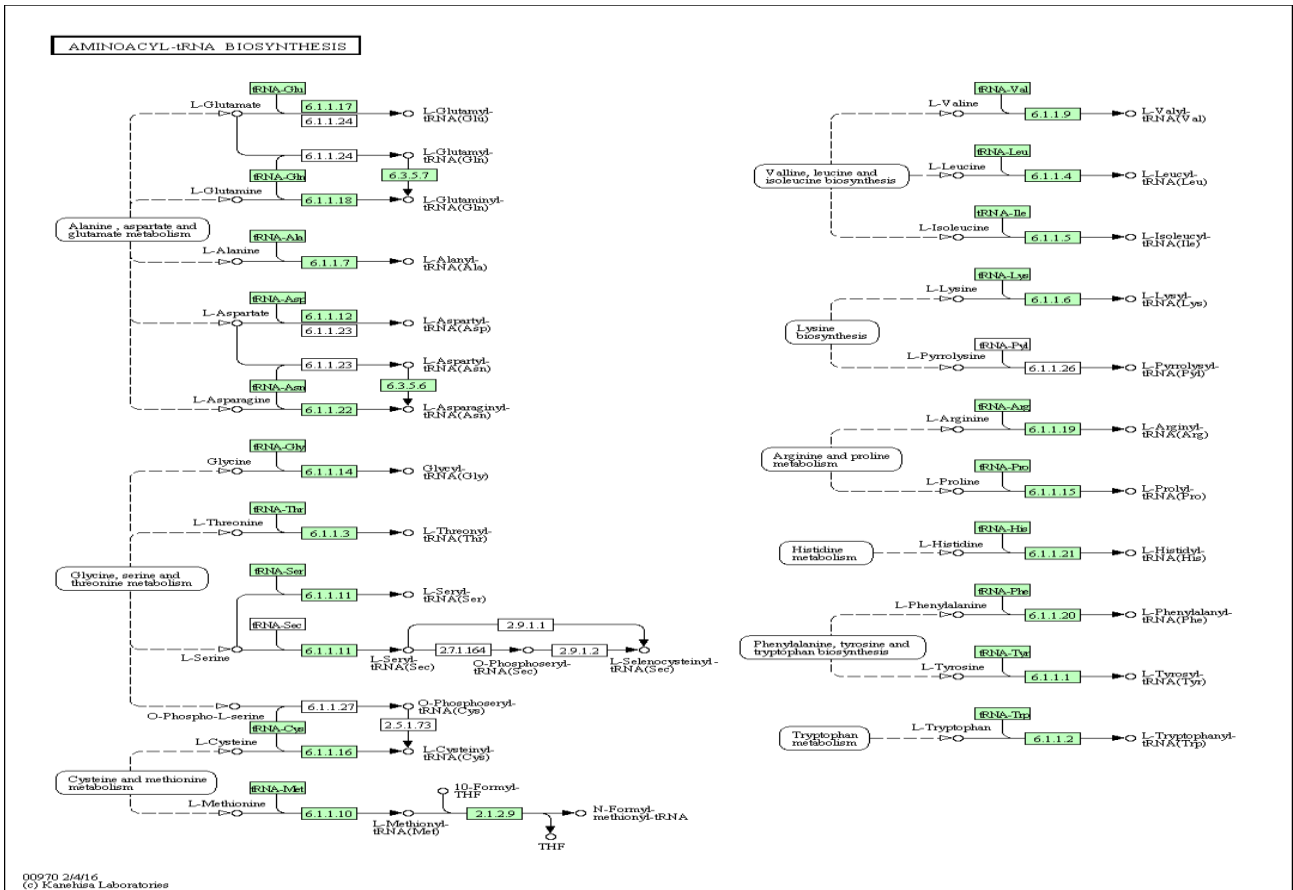 AMINOACYL-tRNA BIOSYNTHESIS
tRNA-Glu
L-Glutamate
6.1.1.17
6.1.1.24
L-Glutamyl-
tRNA(Glu)
6.1.1.24
L-Glutamyl-
tRNA(Gln)
tRNA-Gln
6.3.5.7
L-Glutamine
6.1.1.18
L-Glutaminyl-
tRNA(Gln)
Alanine , aspartate and
glutamate metabolism
tRNA-Ala
L-Alanine
6.1.1.7
L-Alanyl-
tRNA(Ala)
tRNA-Asp
L-Aspartate
6.1.1.12
6.1.1.23
L-Aspartyl-
tRNA(Asp)
6.1.1.23
L-Aspartyl-
tRNA(Asn)
tRNA-Asn
6.3.5.6
L-Asparagine
6.1.1.22
L-Asparaginyl-
tRNA(Asn)
tRNA-Gly
Glycine
6.1.1.14
Glycyl-
tRNA(Gly)
tRNA-Thr
L-Threonine
6.1.1.3
L-Threonyl-
tRNA(Thr)
Glycine, serine and
threonine metabolism
tRNA-Ser
6.1.1.11
L-Seryl-
tRNA(Ser)
tRNA-Sec
L-Serine
6.1.1.11
L-Seryl-
tRNA(Sec)
2.9.1.1
2.7.1.164
O-Phosphoseryl-
tRNA(Sec)
2.9.1.2
L-Selenocysteinyl-
tRNA(Sec)
O-Phospho-L-serine
6.1.1.27
O-Phosphoseryl-
tRNA(Cys)
tRNA-Cys
2.5.1.73
L-Cysteine
6.1.1.16
L-Cysteinyl-
tRNA(Cys)
Cysteine and methionine
metabolism
tRNA-Met
L-Methionine
6.1.1.10
L-Methionyl-
tRNA(Met)
10-Formyl-
THF
2.1.2.9
N-Formyl-
methionyl-tRNA
THF
tRNA-Val
L-Valine
6.1.1.9
L-Valyl-
tRNA(Val)
Valline, leucine and
isoleucine biosynthesis
tRNA-Leu
L-Leucine
6.1.1.4
L-Leucyl-
tRNA(Leu)
tRNA-Ile
L-Isoleucine
6.1.1.5
L-Isoleucyl-
tRNA(Ile)
tRNA-Lys
L-Lysine
6.1.1.6
L-Lysyl-
tRNA(Lys)
Lysine
biosynthesis
tRNA-Pyl
L-Pyrrolysine
6.1.1.26
L-Pyrrolysyl-
tRNA(Pyl)
tRNA-Arg
L-Arginine
6.1.1.19
L-Arginyl-
tRNA(Arg)
Arginine and proline
metabolism
tRNA-Pro
L-Proline
6.1.1.15
L-Prolyl-
tRNA(Pro)
tRNA-His
Histidine
metabolism
L-Histidine
6.1.1.21
L-Histidyl-
tRNA(His)
tRNA-Phe
L-Phenylalanine
6.1.1.20
L-Phenylalanyl-
tRNA(Phe)
Phenylalanine, tyrosine and
tryptophan biosynthesis
tRNA-Tyr
L-Tyrosine
6.1.1.1
L-Tyrosyl-
tRNA(Tyr)
tRNA-Trp
Tryptophan
metabolism
L-Tryptophan
6.1.1.2
L-Tryptophanyl-
tRNA(Trp)
00970 2/4/16
(c) Kanehisa Laboratories